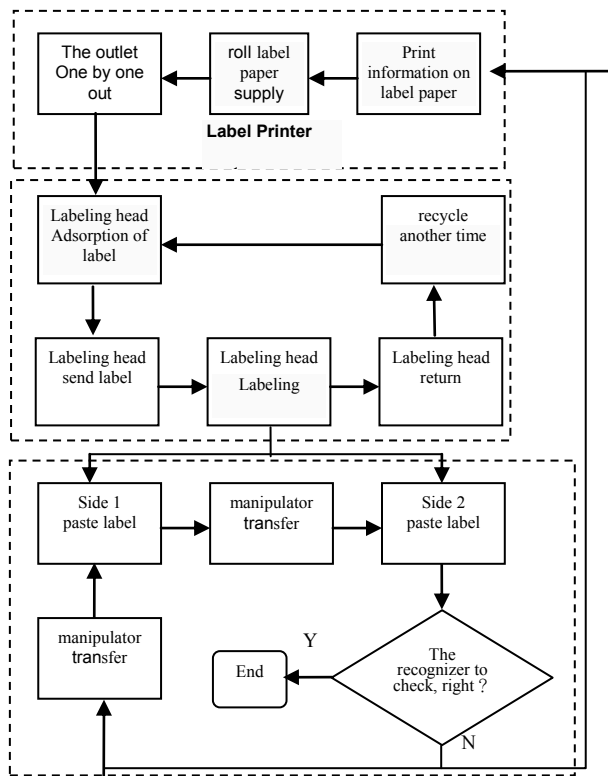 The outlet
One by one
out
roll label
paper
supply
Print
information on
label paper
Label Printer
Labeling head
Adsorption of
label
recycle
another time
Labeling head
send label
Labeling head
Labeling
Labeling head
return
Side 1
paste label
manipulator
transfer
Side 2
paste label
manipulator
transfer
End
Y
The
recognizer to
check, right ?
N